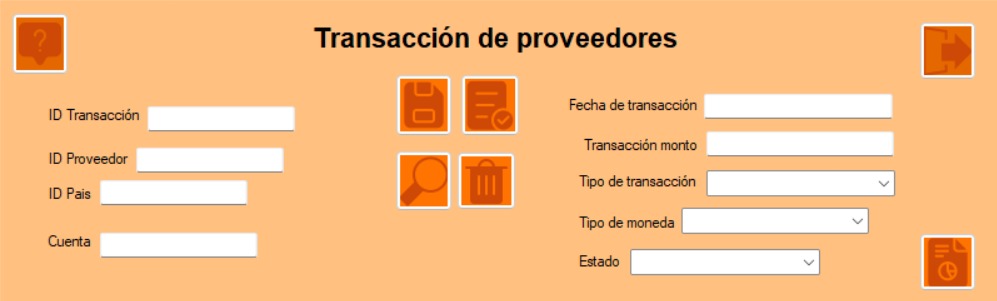 Transacción de proveedores
?
ID Transacción
ID Proveedor
ID Pais
Cuenta
Fecha de transacción
Transacción monto
Tipo de transacción
Tipo de moneda
Estado